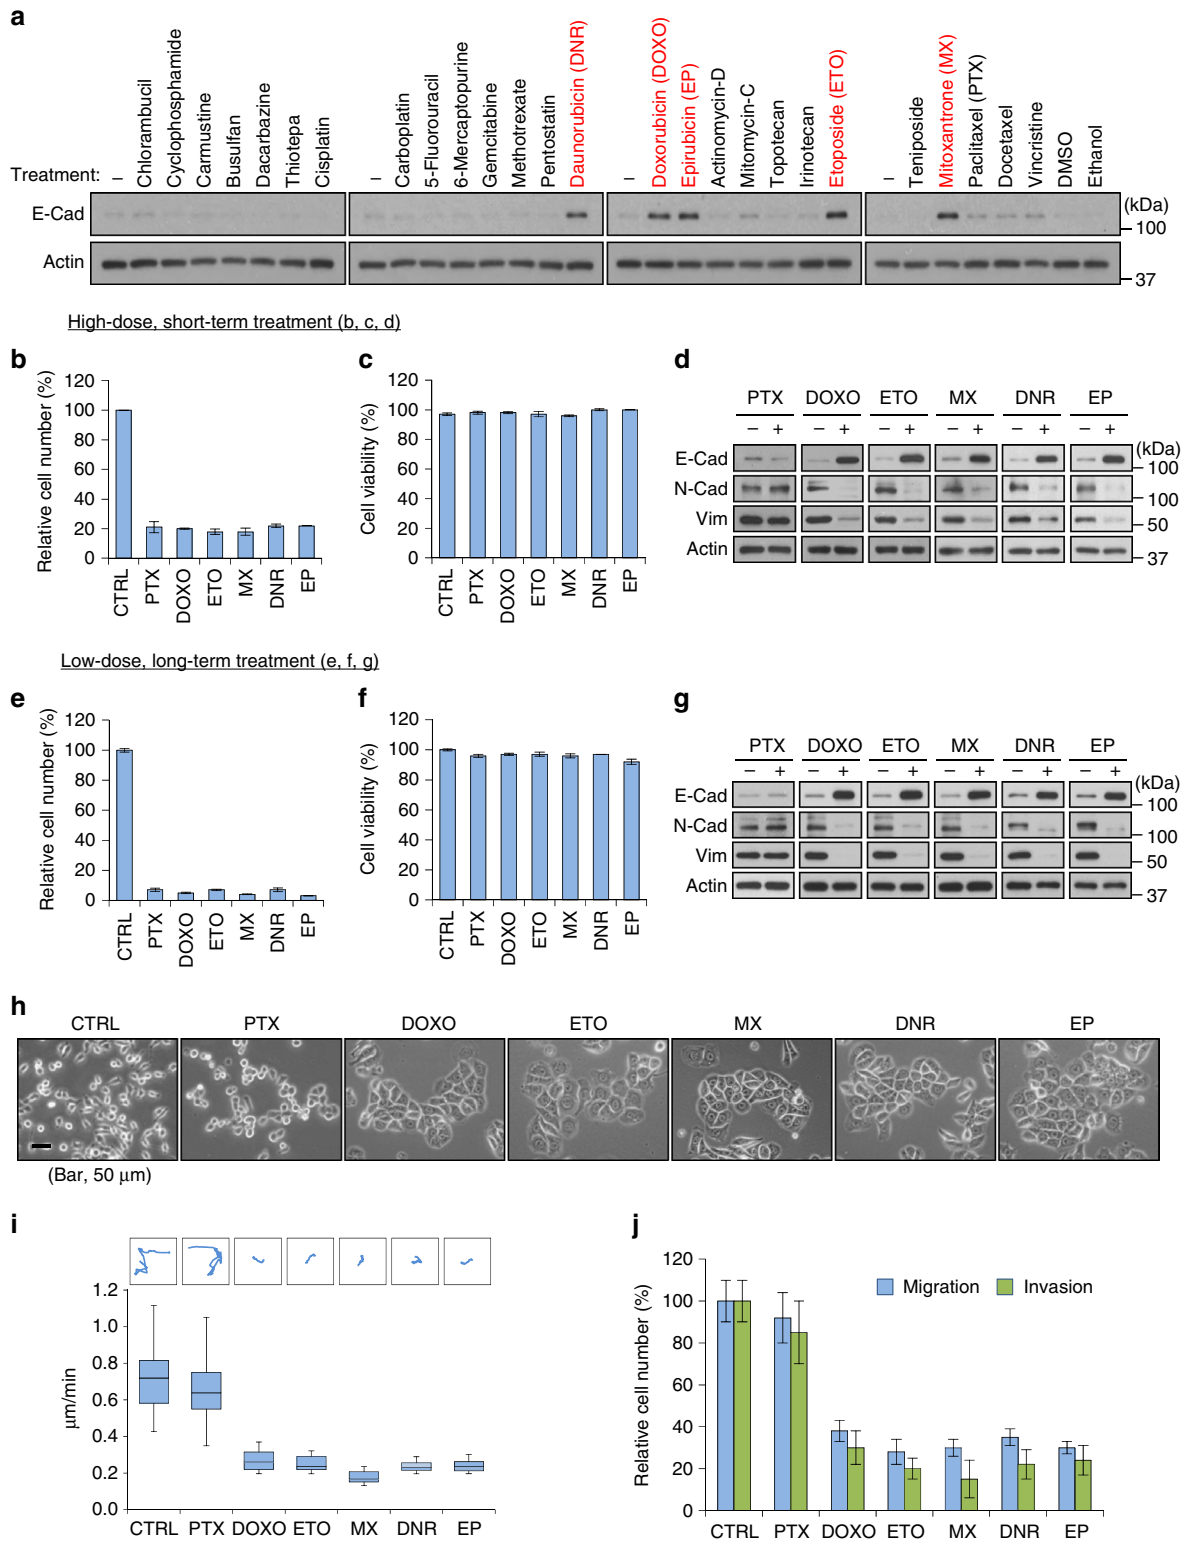 a
Treatment:
–
Chlorambucil
Cyclophosphamide
Carmustine
Busulfan
Dacarbazine
Thiotepa
Cisplatin
–
Carboplatin
5-Fluorouracil
6-Mercaptopurine
Gemcitabine
Methotrexate
Pentostatin
Daunorubicin (DNR)
–
Doxorubicin (DOXO)
Epirubicin (EP)
Actinomycin-D
Mitomycin-C
Topotecan
Irinotecan
Etoposide (ETO)
–
Teniposide
Mitoxantrone (MX)
Paclitaxel (PTX)
Docetaxel
Vincristine
DMSO
Ethanol
(kDa)
E-Cad
100
Actin
37
High-dose, short-term treatment (b, c, d)
b
Relative cell number (%)
120
100
80
60
40
20
0
CTRL
PTX
DOXO
ETO
MX
DNR
EP
c
Cell viability (%)
120
100
80
60
40
20
0
CTRL
PTX
DOXO
ETO
MX
DNR
EP
d
PTX DOXO ETO MX DNR EP
– + – + – + – + – + – +
(kDa)
E-Cad 100
N-Cad 100
Vim 50
Actin 37
Low-dose, long-term treatment (e, f, g)
e
Relative cell number (%)
120
100
80
60
40
20
0
CTRL
PTX
DOXO
ETO
MX
DNR
EP
f
Cell viability (%)
120
100
80
60
40
20
0
CTRL
PTX
DOXO
ETO
MX
DNR
EP
g
PTX DOXO ETO MX DNR EP
– + – + – + – + – + – +
(kDa)
E-Cad 100
N-Cad 100
Vim 50
Actin 37
h
CTRL PTX DOXO ETO MX DNR EP
(Bar, 50 μm)
i
μm/min
1.2
1.0
0.8
0.6
0.4
0.2
0.0
CTRL PTX DOXO ETO MX DNR EP
j
Relative cell number (%)
120
100
80
60
40
20
0
Migration Invasion
CTRL PTX DOXO ETO MX DNR EP